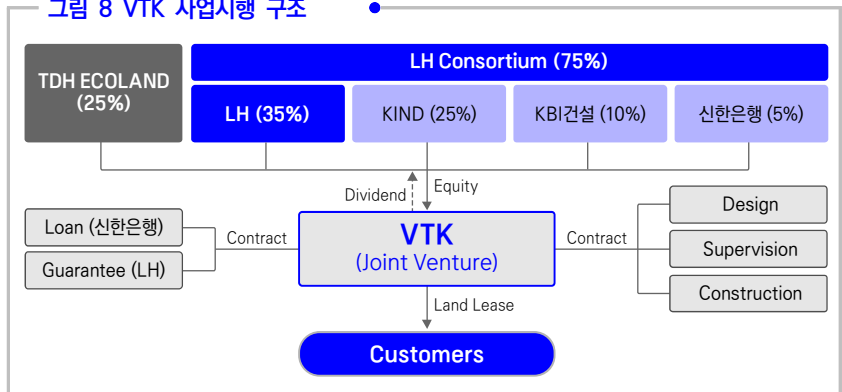 그림 8 VTK 사업시행 구조
TDH ECOLAND
(25%)
LH Consortium (75%)
LH (35%)
KIND (25%)
KBI건설 (10%)
신한은행 (5%)
Dividend
Equity
Loan (신한은행)
Guarantee (LH)
Contract
VTK
(Joint Venture)
Contract
Design
Supervision
Construction
Land Lease
Customers